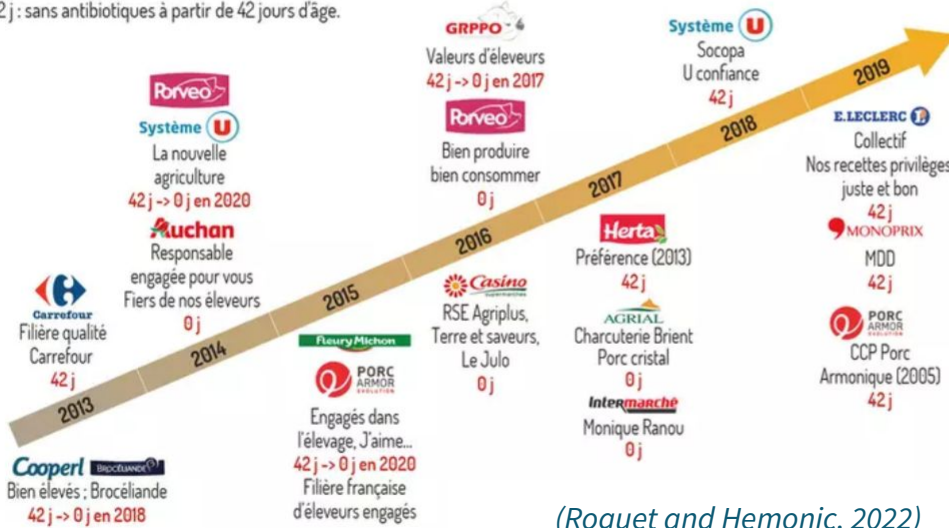 2 j : sans antibiotiques à partir de 42 jours d'âge.
GRPPO
Valeurs d'éleveurs
42 j -> 0 j en 2017
Porveo
Bien produire
bien consommer
0 j
Système U
Socopa
U confiance
42 j
Porveo
Système U
La nouvelle
agriculture
42 j -> 0 j en 2020
Auchan
Responsable
engagée pour vous
Fiers de nos éleveurs
0 j
Carrefour
Filière qualité
Carrefour
42 j
2013
2014
2015
2016
2017
2018
2019
Cooperl BROCÉLIANDE
Bien élevés ; Brocéliande
42 j -> 0 j en 2018
Fleury Michon
PORC
ARMOR
EVOLUTION
Engagés dans
l'élevage, J'aime...
42 j -> 0 j en 2020
Filière française
d'éleveurs engagés
Casino
supermarchés
RSE Agriplus,
Terre et saveurs,
Le Julo
0 j
Herta
Préférence (2013)
42 j
AGRIAL
Charcuterie Brient
Porc cristal
0 j
Intermarché
Monique Ranou
0 j
E.LECLERC L
Collectif
Nos recettes privilèges
juste et bon
42 j
MONOPRIX
MDD
42 j
PORC
ARMOR
EVOLUTION
CCP Porc
Armonique (2005)
42 j
(Roguet and Hemonic, 2022)